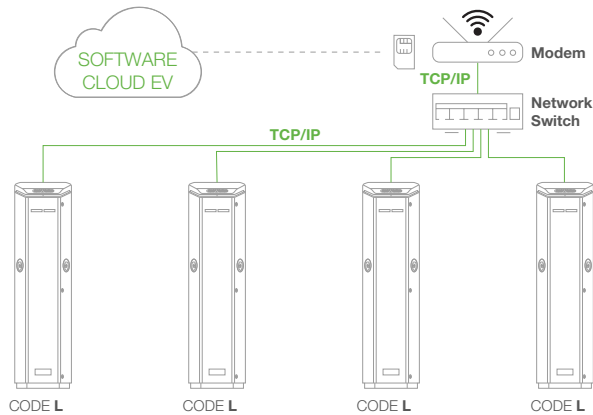 SOFTWARE
CLOUD EV
Modem
TCP/IP
Network
Switch
TCP/IP
CODE L
CODE L
CODE L
CODE L